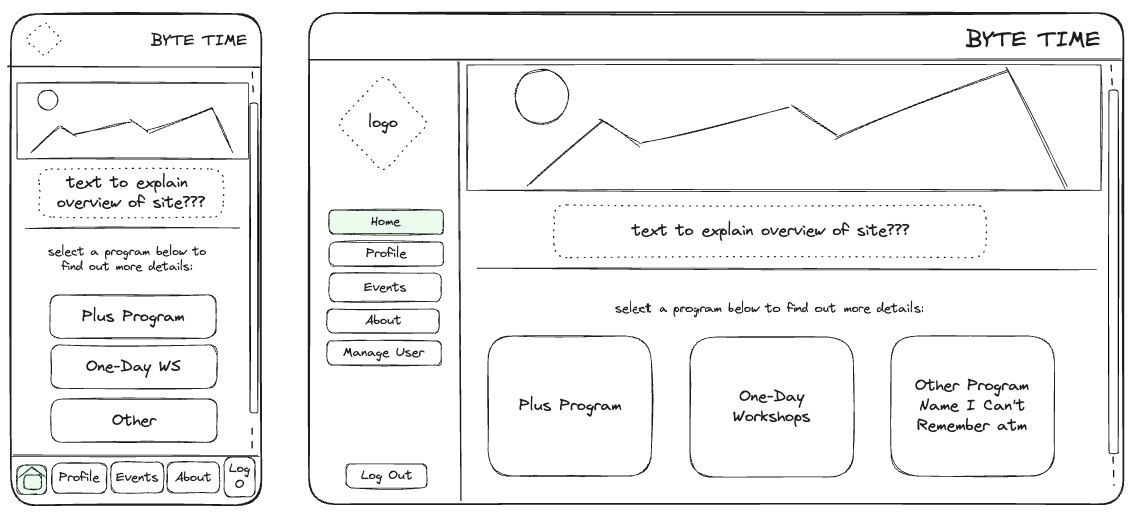 BYTE TIME
text to explain
overview of site???
select a program below to
find out more details:
Plus Program
One-Day WS
Other
Profile
Events
About
Log
O
BYTE TIME
logo
Home
Profile
Events
About
Manage User
Log Out
text to explain overview of site???
select a program below to find out more details:
Plus Program
One-Day
Workshops
Other Program
Name I Can't
Remember atm